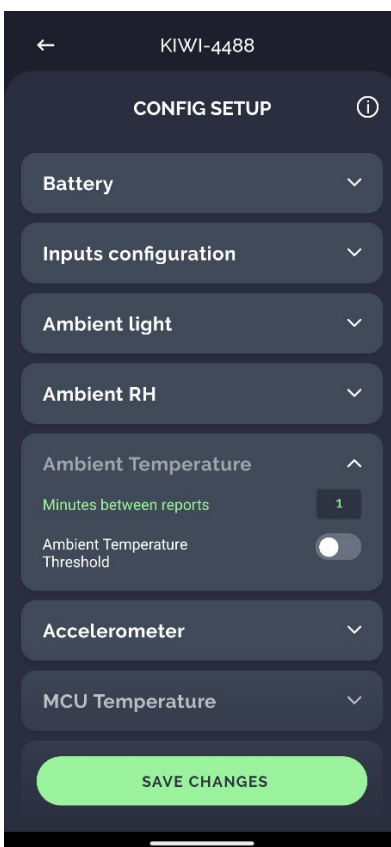 KIWI-4488
CONFIG SETUP
Battery
Inputs configuration
Ambient light
Ambient RH
Ambient Temperature
Minutes between reports 1
Ambient Temperature
Threshold
Accelerometer
MCU Temperature
SAVE CHANGES